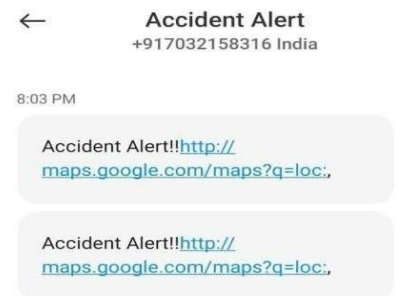 Accident Alert
+917032158316 India
8:03 PM
Accident Alert!!http://
maps.google.com/maps?q=loc:,
Accident Alert!!http://
maps.google.com/maps?q=loc:,